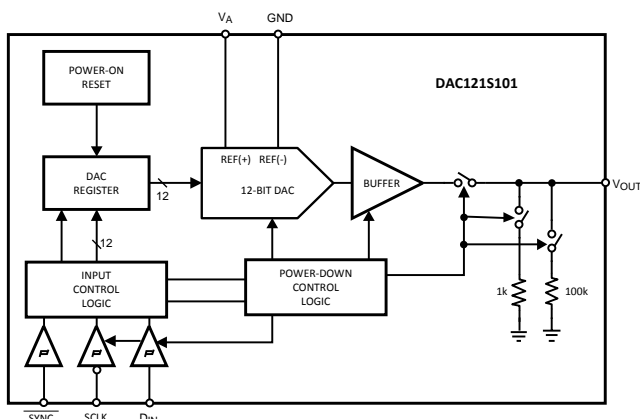 VA GND
POWER-ON
RESET
DAC121S101
REF(+) REF(-)
DAC
REGISTER
12
12-BIT DAC
BUFFER
VOUT
12
INPUT
CONTROL
LOGIC
POWER-DOWN
CONTROL
LOGIC
1k
100k
SYNC SCLK DIN